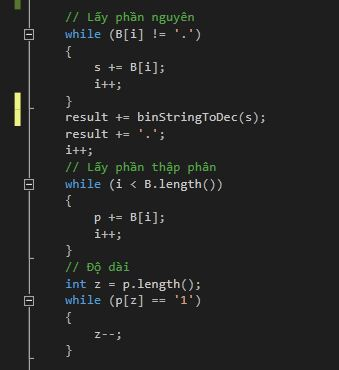 // Lấy phần nguyên
while (B[i] != '.')
{
    s += B[i];
    i++;
}
result += binStringToDec(s);
result += '.';
i++;
// Lấy phần thập phân
while (i < B.length())
{
    p += B[i];
    i++;
}
// Độ dài
int z = p.length();
while (p[z] == '1')
{
    z--;
}